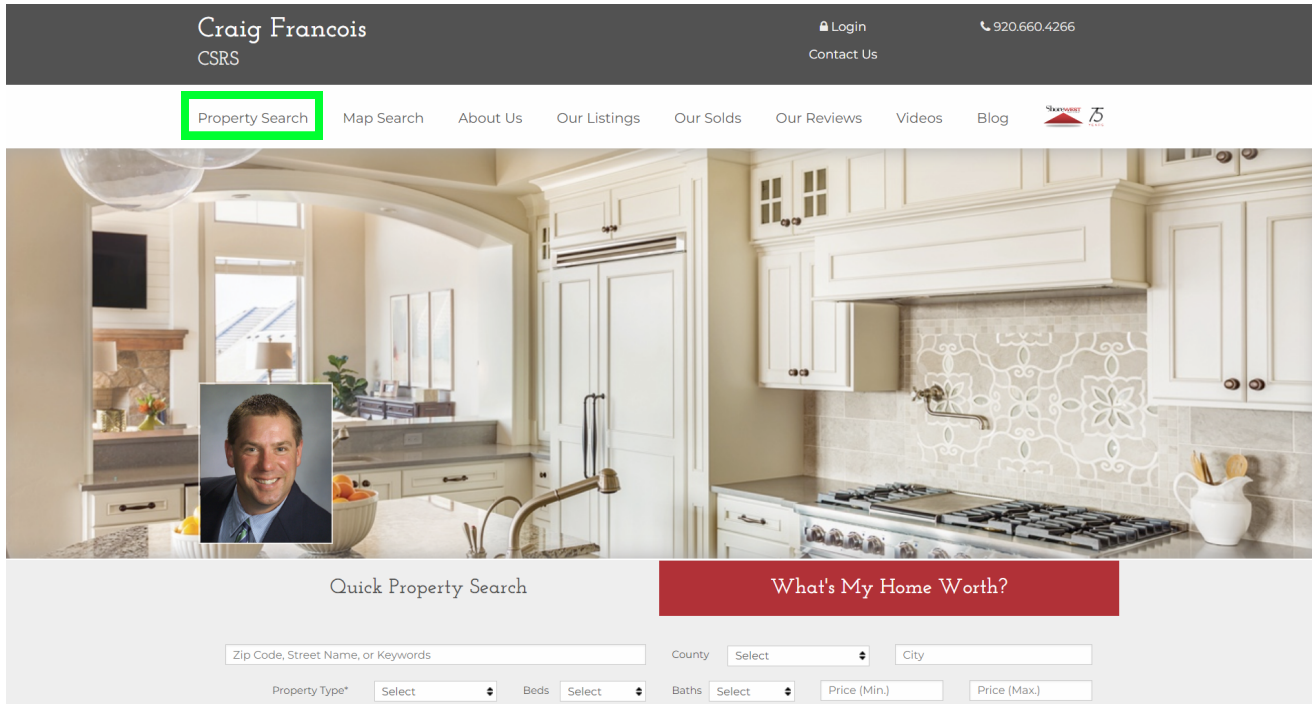 Craig Francois
CSRS
Login
920.660.4266
Contact Us
Property Search Map Search About Us Our Listings Our Solds Our Reviews Videos Blog Shorewest 75 YEARS
Quick Property Search
What's My Home Worth?
Zip Code, Street Name, or Keywords County Select City
Property Type* Select Beds Select Baths Select Price (Min.) Price (Max.)